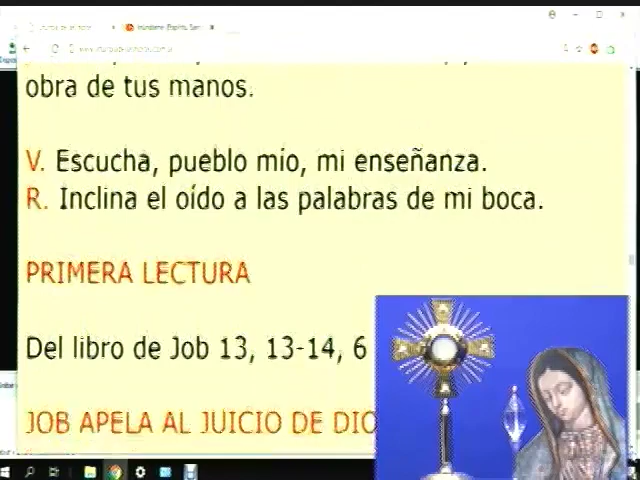 obra de tus manos.
V. Escucha, pueblo mío, mi enseñanza.
R. Inclina el oído a las palabras de mi boca.
PRIMERA LECTURA
Del libro de Job 13, 13-14, 6
JOB APELA AL JUICIO DE DIO